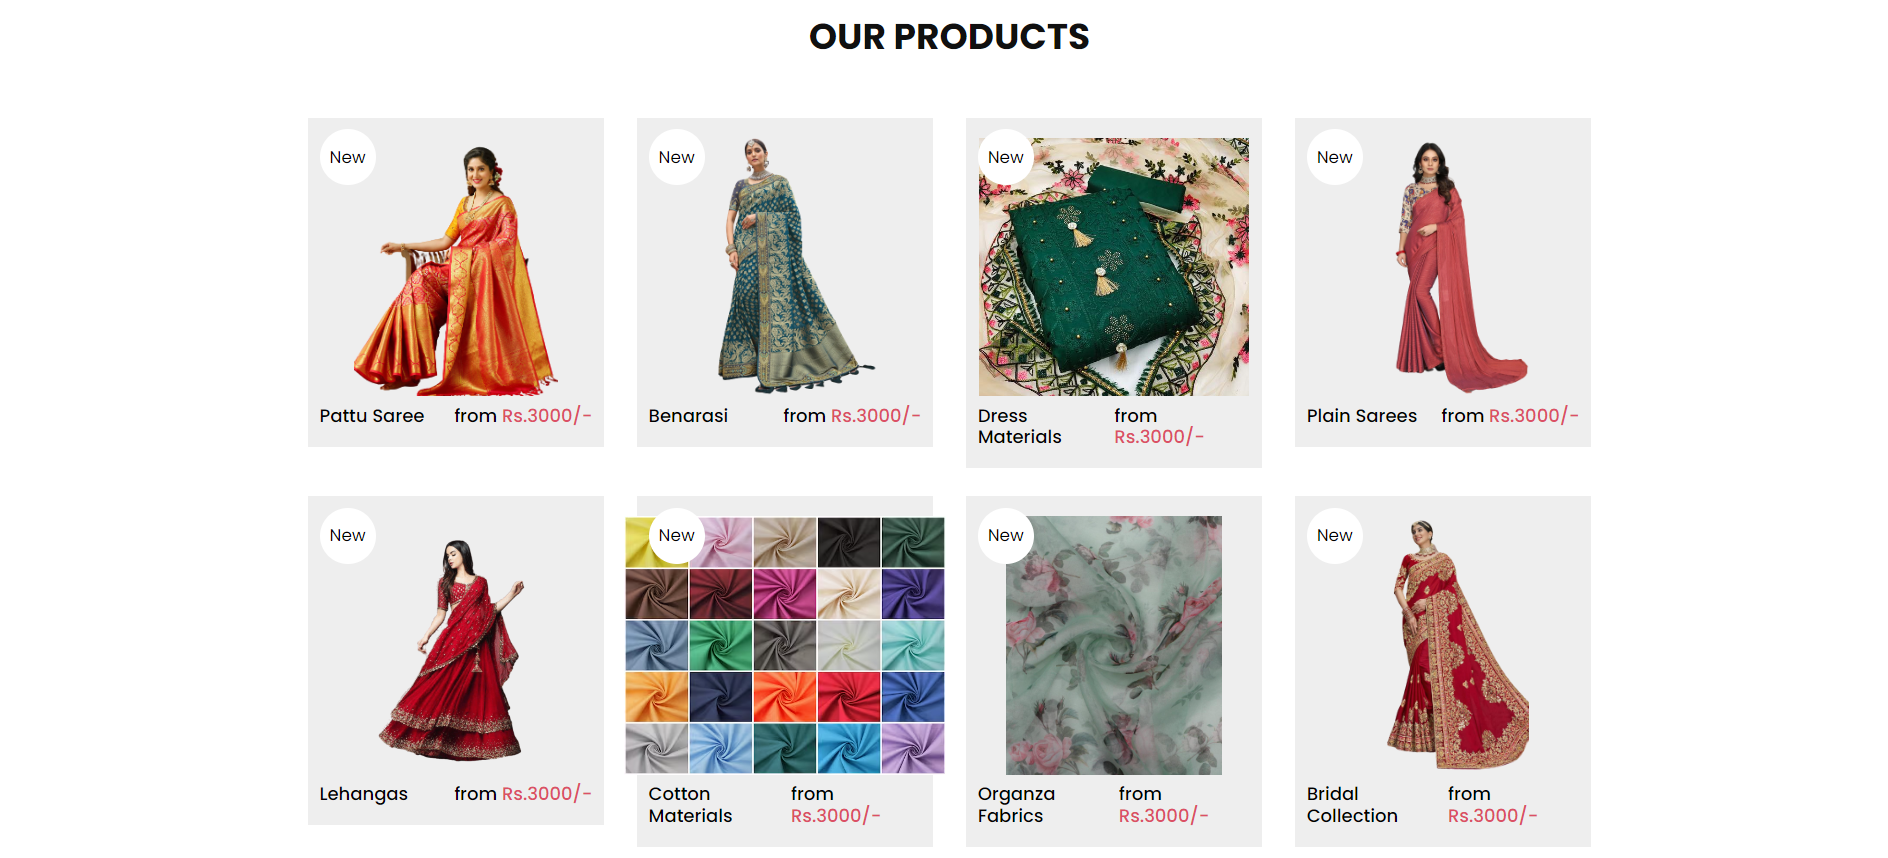 OUR PRODUCTS
New
New
New
New
Pattu Saree from Rs.3000/-
Benarasi from Rs.3000/-
Dress
Materials
from
Rs.3000/-
Plain Sarees from Rs.3000/-
New
New
New
New
Lehangas from Rs.3000/-
Cotton
Materials
from
Rs.3000/-
Organza
Fabrics
from
Rs.3000/-
Bridal
Collection
from
Rs.3000/-